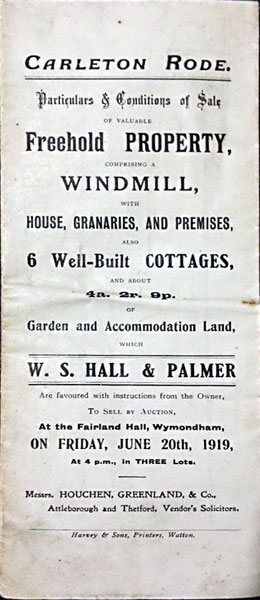 CARLETON RODE.
Particulars & Conditions of Sale
OF VALUABLE
Freehold PROPERTY,
COMPRISING A
WINDMILL,
WITH
HOUSE, GRANARIES, AND PREMISES,
ALSO
6 Well-Built COTTAGES,
AND ABOUT
4a. 2r. 9p.
OF
Garden and Accommodation Land,
WHICH
W. S. HALL & PALMER
Are favoured with instructions from the Owner,
To Sell by Auction,
At the Fairland Hall, Wymondham,
ON FRIDAY, JUNE 20th, 1919,
At 4 p.m., in THREE Lots.
Messrs. HOUCHEN, GREENLAND, & Co.,
Attleborough and Thetford, Vendor's Solicitors.
Harvey & Sons, Printers, Watton.